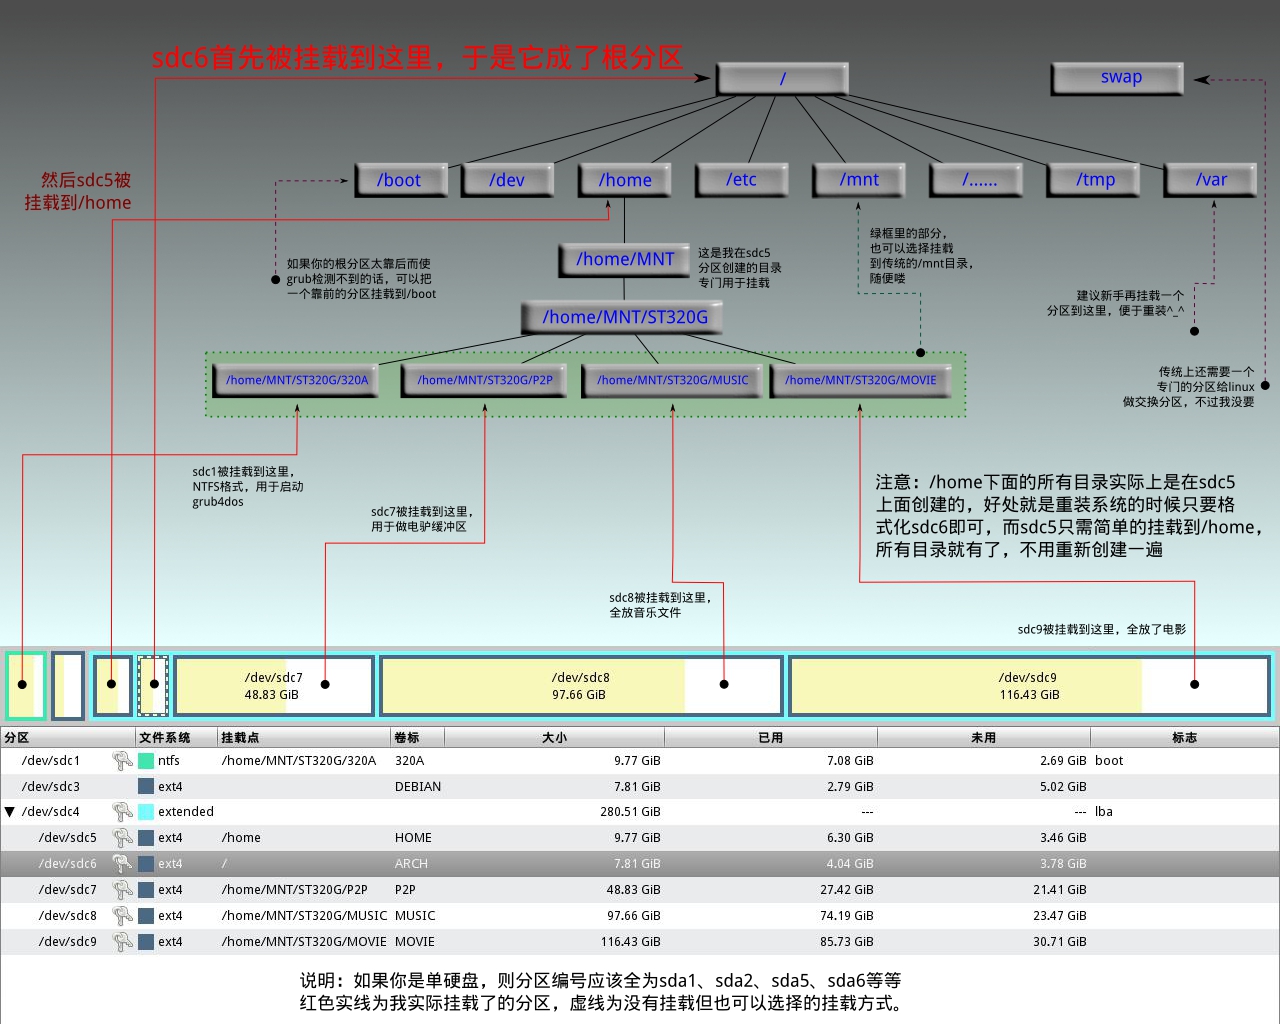 sdc6首先被挂载到这里，于是它成了根分区
/
swap
然后sdc5被
挂载到/home
/boot
/dev
/home
/etc
/mnt
/......
/tmp
/var
如果你的根分区太靠后而使
grub检测不到的话，可以把
一个靠前的分区挂载到/boot
/home/MNT
这是我在sdc5
分区创建的目录
专门用于挂载
绿框里的部分，
也可以选择挂载
到传统的/mnt目录，
随便喽
建议新手再挂载一个
分区到这里，便于重装^_^
/home/MNT/ST320G
/home/MNT/ST320G/320A
/home/MNT/ST320G/P2P
/home/MNT/ST320G/MUSIC
/home/MNT/ST320G/MOVIE
传统上还需要一个
专门的分区给linux
做交换分区，不过我没要
sdc1被挂载到这里，
NTFS格式，用于启动
grub4dos
sdc7被挂载到这里，
用于做电驴缓冲区
注意：/home下面的所有目录实际上是在sdc5
上面创建的，好处就是重装系统的时候只要格
式化sdc6即可，而sdc5只需简单的挂载到/home，
所有目录就有了，不用重新创建一遍
sdc8被挂载到这里，
全放音乐文件
sdc9被挂载到这里，全放了电影
/dev/sdc7
48.83 GiB
/dev/sdc8
97.66 GiB
/dev/sdc9
116.43 GiB
分区 文件系统 挂载点 卷标 大小 已用 未用 标志
/dev/sdc1 ntfs /home/MNT/ST320G/320A 320A 9.77 GiB 7.08 GiB 2.69 GiB boot
/dev/sdc3 ext4 DEBIAN 7.81 GiB 2.79 GiB 5.02 GiB
/dev/sdc4 extended 280.51 GiB --- --- lba
/dev/sdc5 ext4 /home HOME 9.77 GiB 6.30 GiB 3.46 GiB
/dev/sdc6 ext4 / ARCH 7.81 GiB 4.04 GiB 3.78 GiB
/dev/sdc7 ext4 /home/MNT/ST320G/P2P P2P 48.83 GiB 27.42 GiB 21.41 GiB
/dev/sdc8 ext4 /home/MNT/ST320G/MUSIC MUSIC 97.66 GiB 74.19 GiB 23.47 GiB
/dev/sdc9 ext4 /home/MNT/ST320G/MOVIE MOVIE 116.43 GiB 85.73 GiB 30.71 GiB
说明：如果你是单硬盘，则分区编号应该全为sda1、sda2、sda5、sda6等等
红色实线为我实际挂载了的分区，虚线为没有挂载但也可以选择的挂载方式。